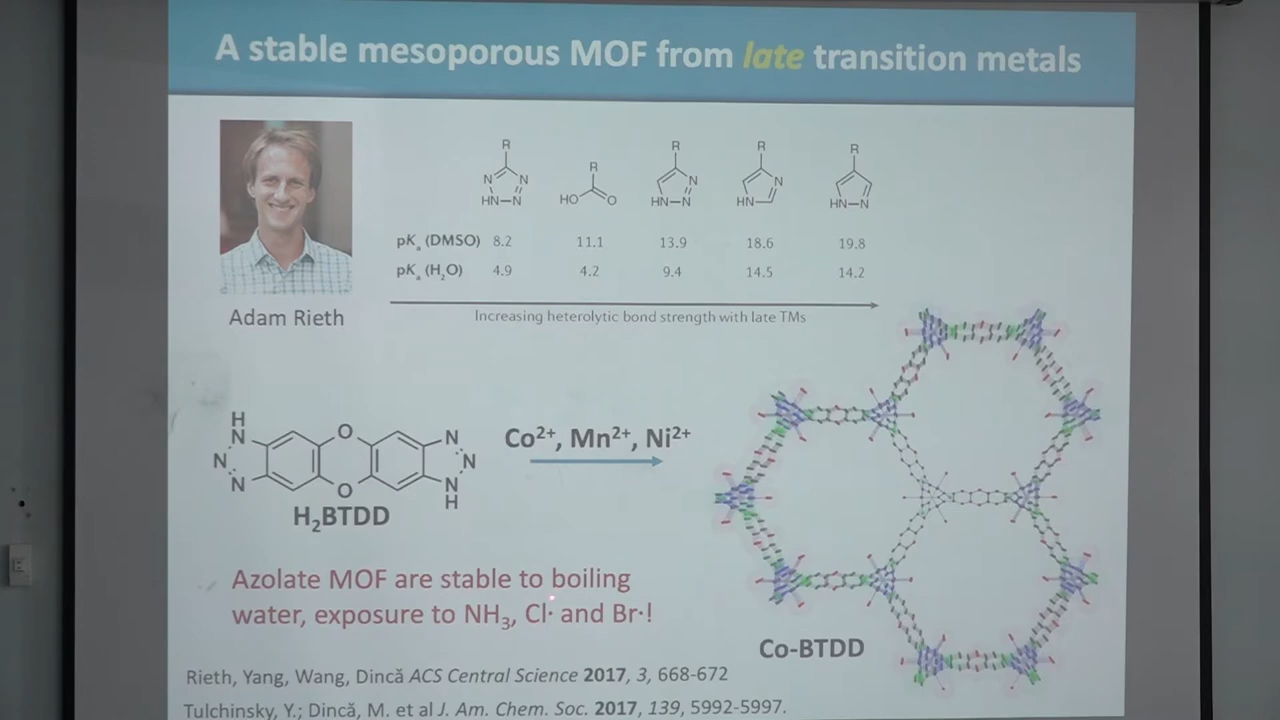 A stable mesoporous MOF from late transition metals
R R R R R
N N N N
HN–N HO O HN–N HN HN–N
pKₐ (DMSO) 8.2 11.1 13.9 18.6 19.8
pKₐ (H₂O) 4.9 4.2 9.4 14.5 14.2
Increasing heterolytic bond strength with late TMs
Adam Rieth
H
N O N
N N
N O N
H
H₂BTDD
Co²⁺, Mn²⁺, Ni²⁺
Azolate MOF are stable to boiling
water, exposure to NH₃, Cl· and Br·!
Co-BTDD
Rieth, Yang, Wang, Dincă ACS Central Science 2017, 3, 668-672
Tulchinsky, Y.; Dincă, M. et al J. Am. Chem. Soc. 2017, 139, 5992-5997.